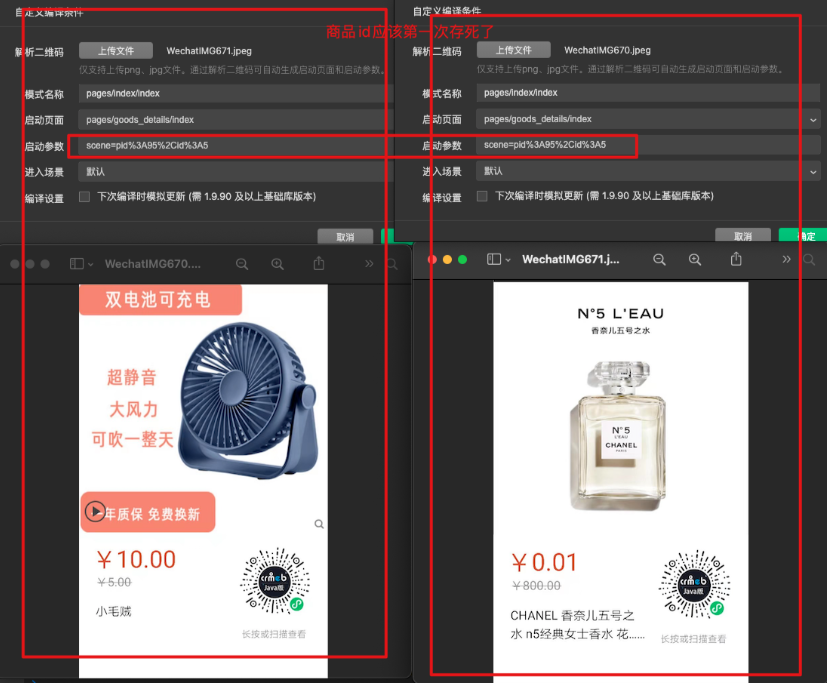 自定义编译条件
商品id应该第一次存死了
解析二维码
上传文件
WechatIMG671.jpeg
仅支持上传png、jpg文件。通过解析二维码可自动生成启动页面和启动参数。
模式名称
pages/index/index
启动页面
pages/goods_details/index
启动参数
scene=pid%3A95%2Cid%3A5
进入场景
默认
编译设置
下次编译时模拟更新 (需 1.9.90 及以上基础库版本)
取消
自定义编译条件
解析二维码
上传文件
WechatIMG670.jpeg
仅支持上传png、jpg文件。通过解析二维码可自动生成启动页面和启动参数。
模式名称
pages/index/index
启动页面
pages/goods_details/index
启动参数
scene=pid%3A95%2Cid%3A5
进入场景
默认
编译设置
下次编译时模拟更新 (需 1.9.90 及以上基础库版本)
取消
确定
WechatIMG670....
双电池可充电
超静音
大风力
可吹一整天
年质保 免费换新
￥10.00
￥5.00
小毛贼
crmeb
Java版
长按或扫描查看
WechatIMG671.j...
N°5 L'EAU
香奈儿五号之水
N°5
L'EAU
CHANEL
PARIS
￥0.01
￥800.00
CHANEL 香奈儿五号之
水 n5经典女士香水 花......
crmeb
Java版
长按或扫描查看